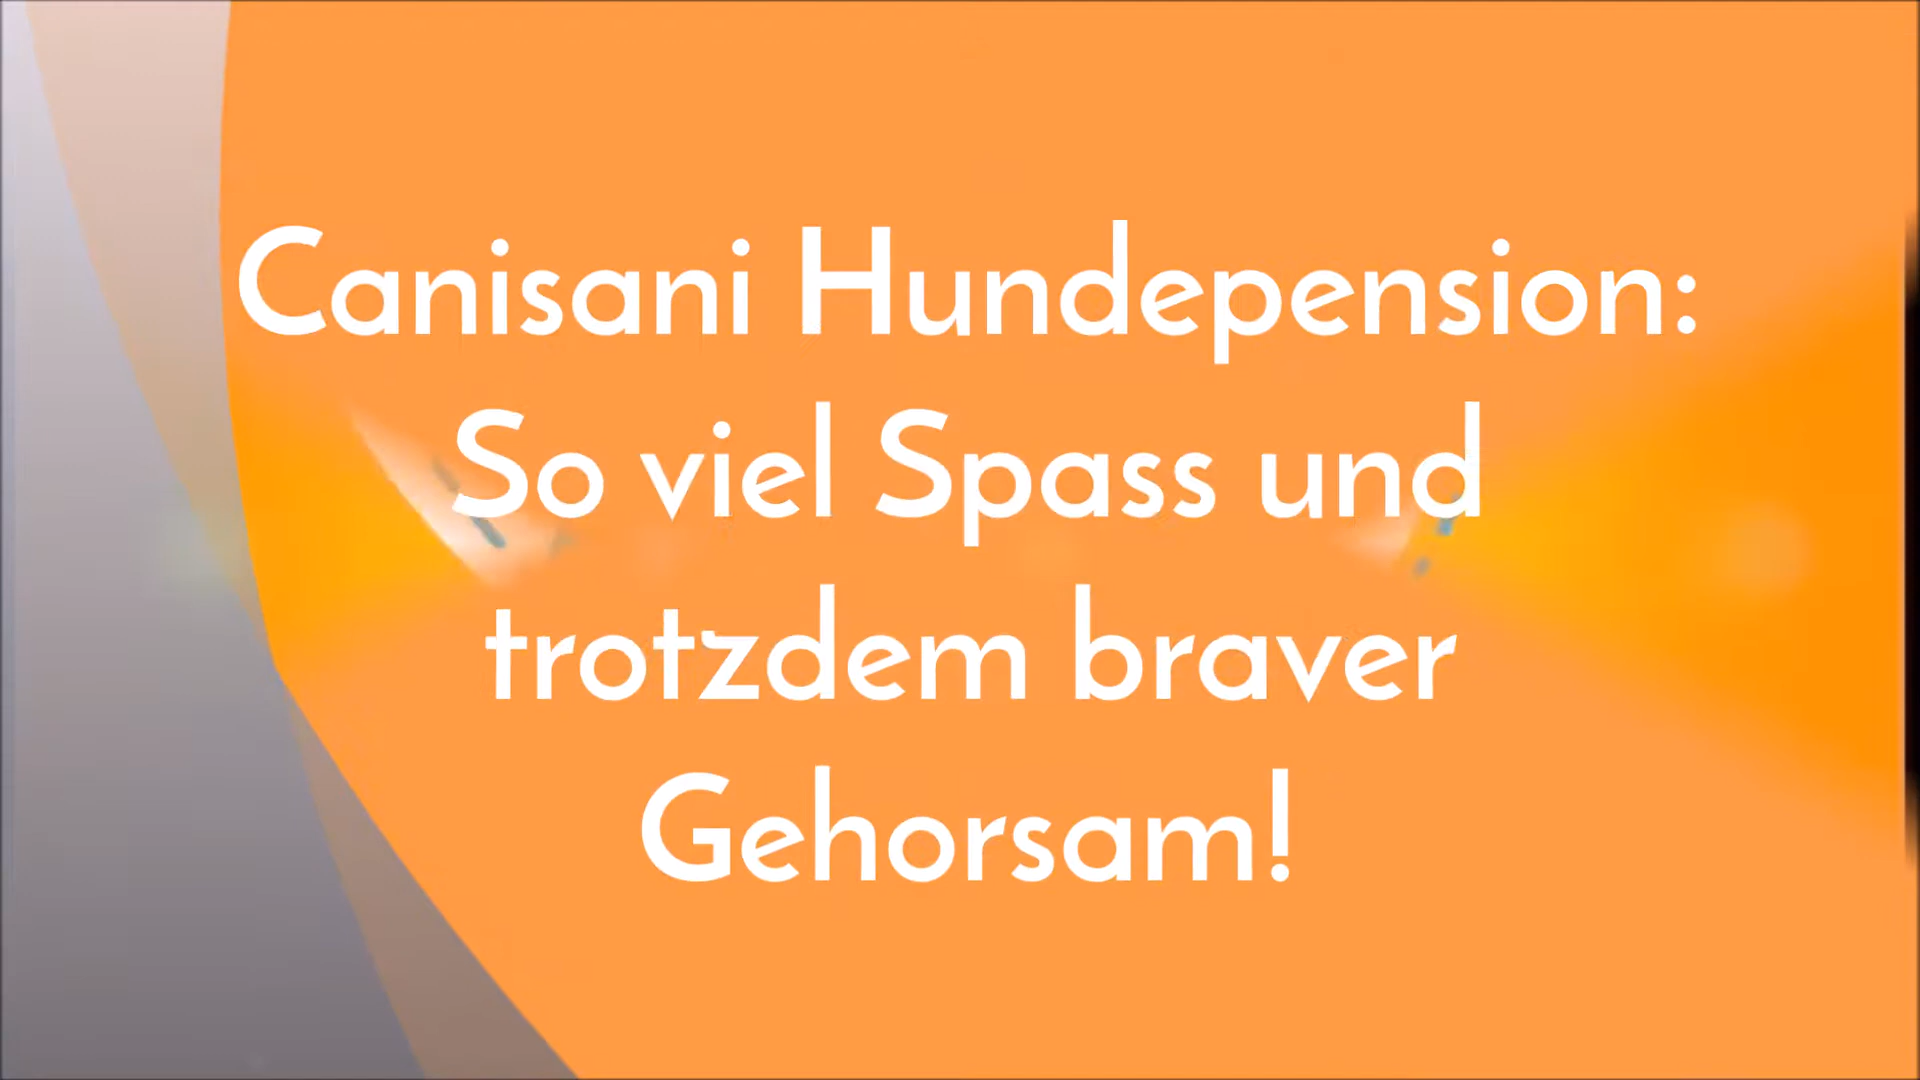 Canisani Hundepension:
So viel Spass und
trotzdem braver
Gehorsam!